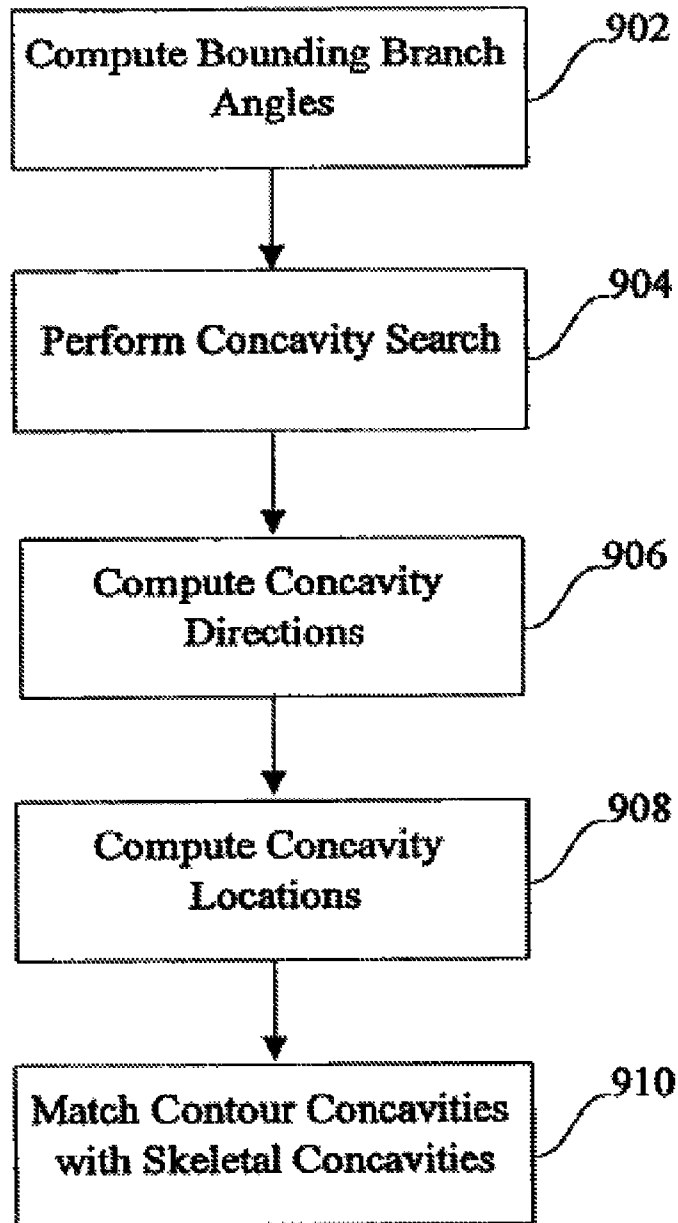 902
Compute Bounding Branch
Angles
904
Perform Concavity Search
906
Compute Concavity
Directions
908
Compute Concavity
Locations
910
Match Contour Concavities
with Skeletal Concavities